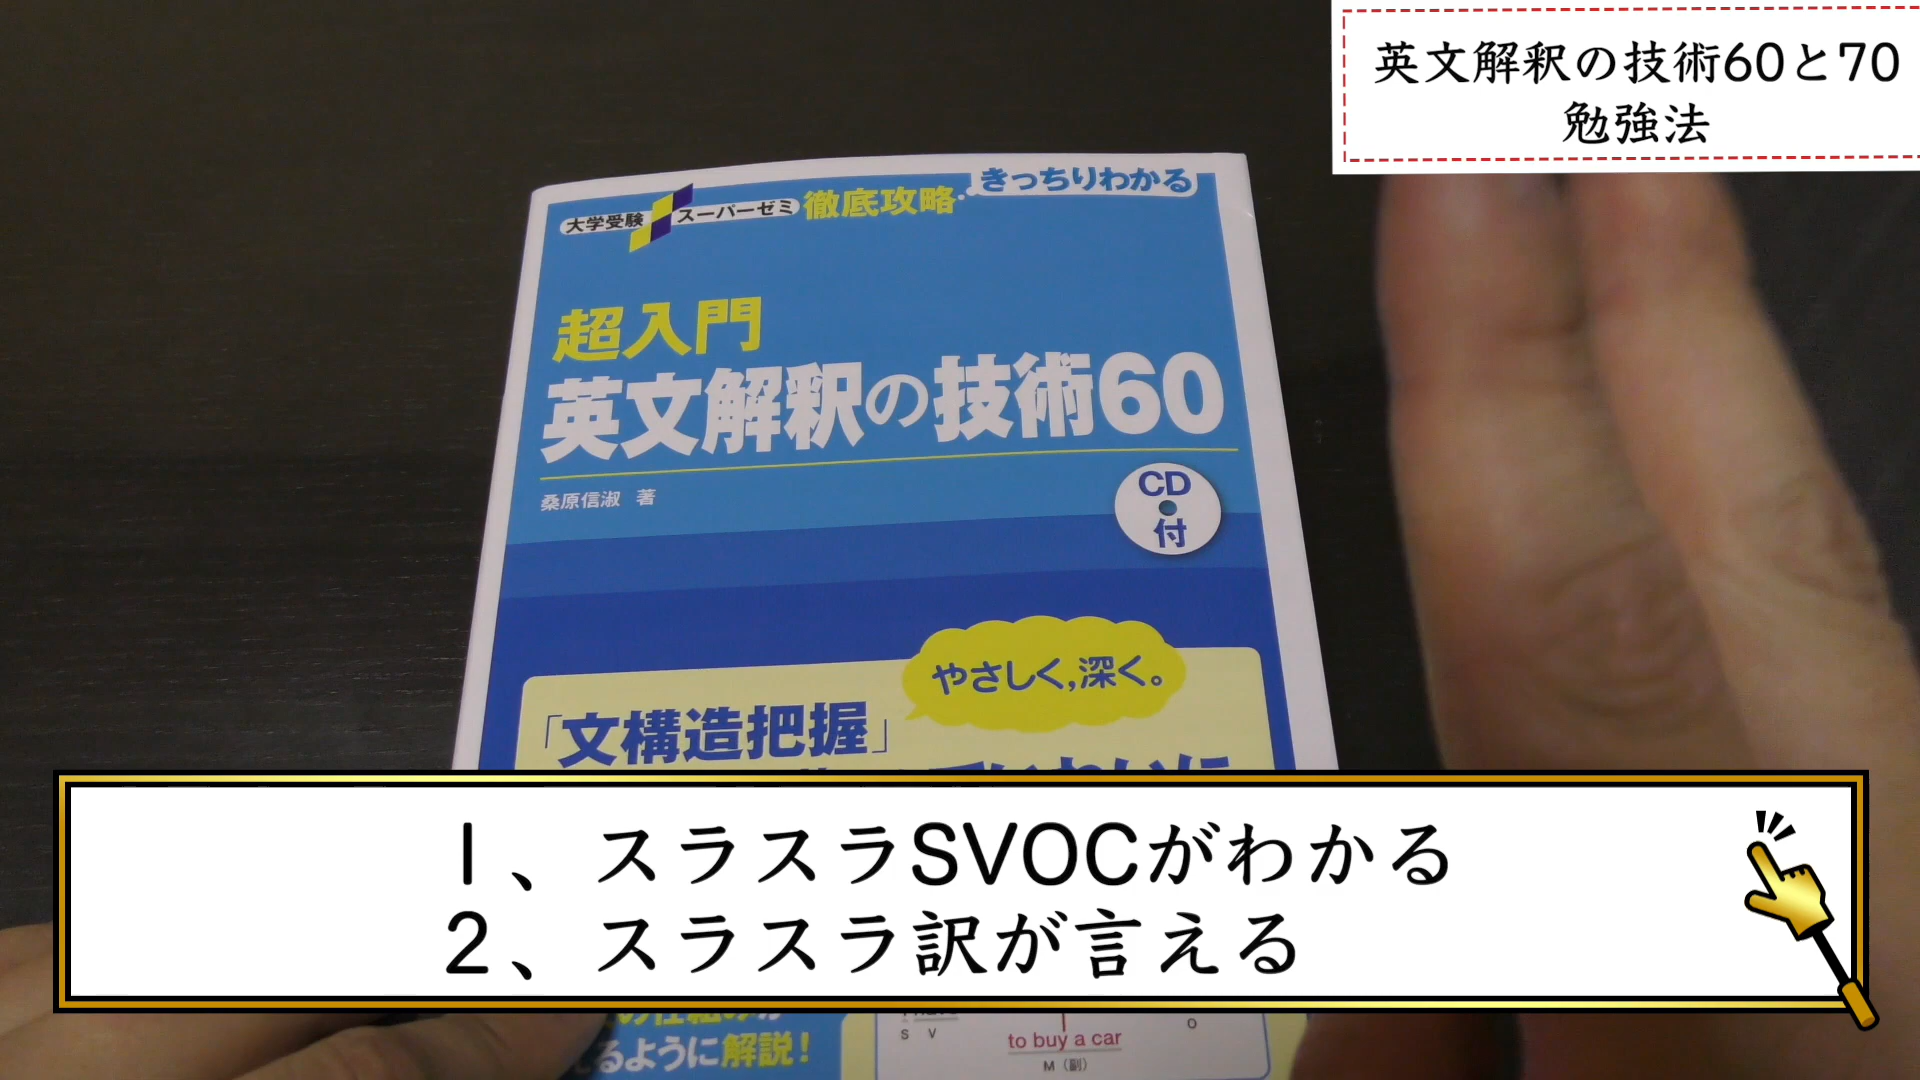 英文解釈の技術60と70
勉強法
大学受験スーパーゼミ 徹底攻略 きっちりわかる
超入門
英文解釈の技術60
桑原信淑 著
CD
付
やさしく,深く。
「文構造把握」
1、スラスラSVOCがわかる
2、スラスラ訳が言える
るように解説!
S V
O
to buy a car
M(副)